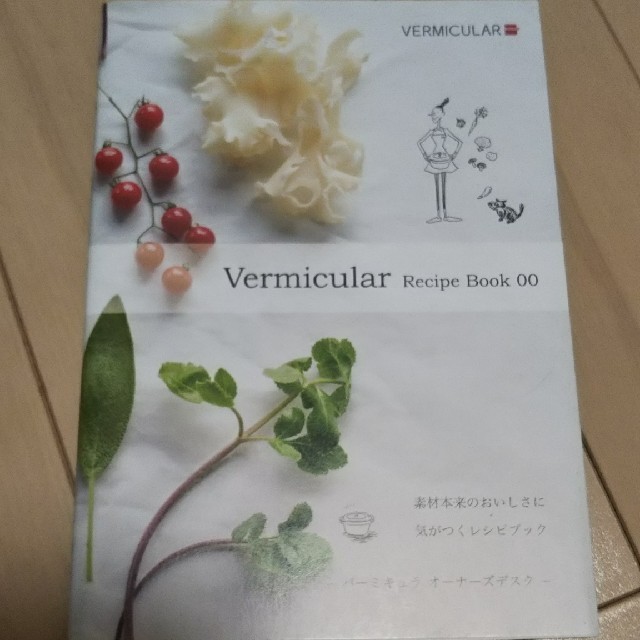 VERMICULAR
Vermicular Recipe Book 00
素材本来のおいしさに
気がつくレシピブック
バーミキュラ オーナーズデスク